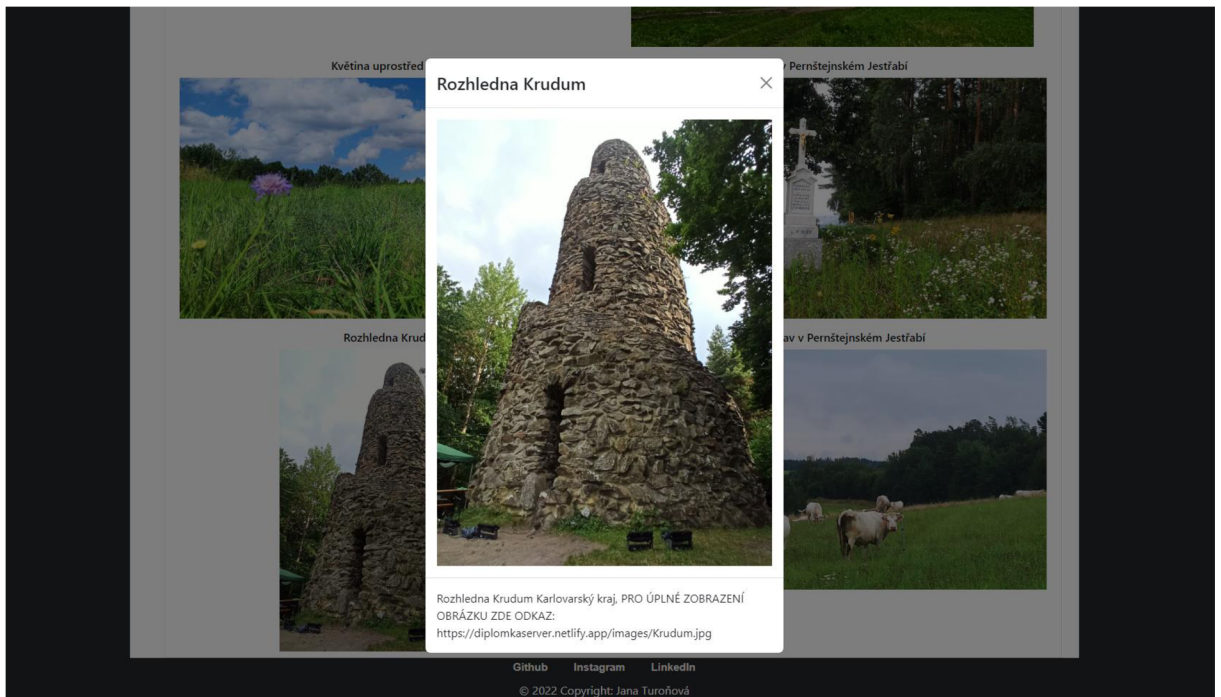 Květina uprostřed
v Pernštejnském Jestřabí
Rozhledna Krudum
Rozhledna Krud
av v Pernštejnském Jestřabí
Rozhledna Krudum Karlovarský kraj, PRO ÚPLNÉ ZOBRAZENÍ
OBRÁZKU ZDE ODKAZ:
https://diplomkaserver.netlify.app/images/Krudum.jpg
Github Instagram LinkedIn
© 2022 Copyright: Jana Turoňová